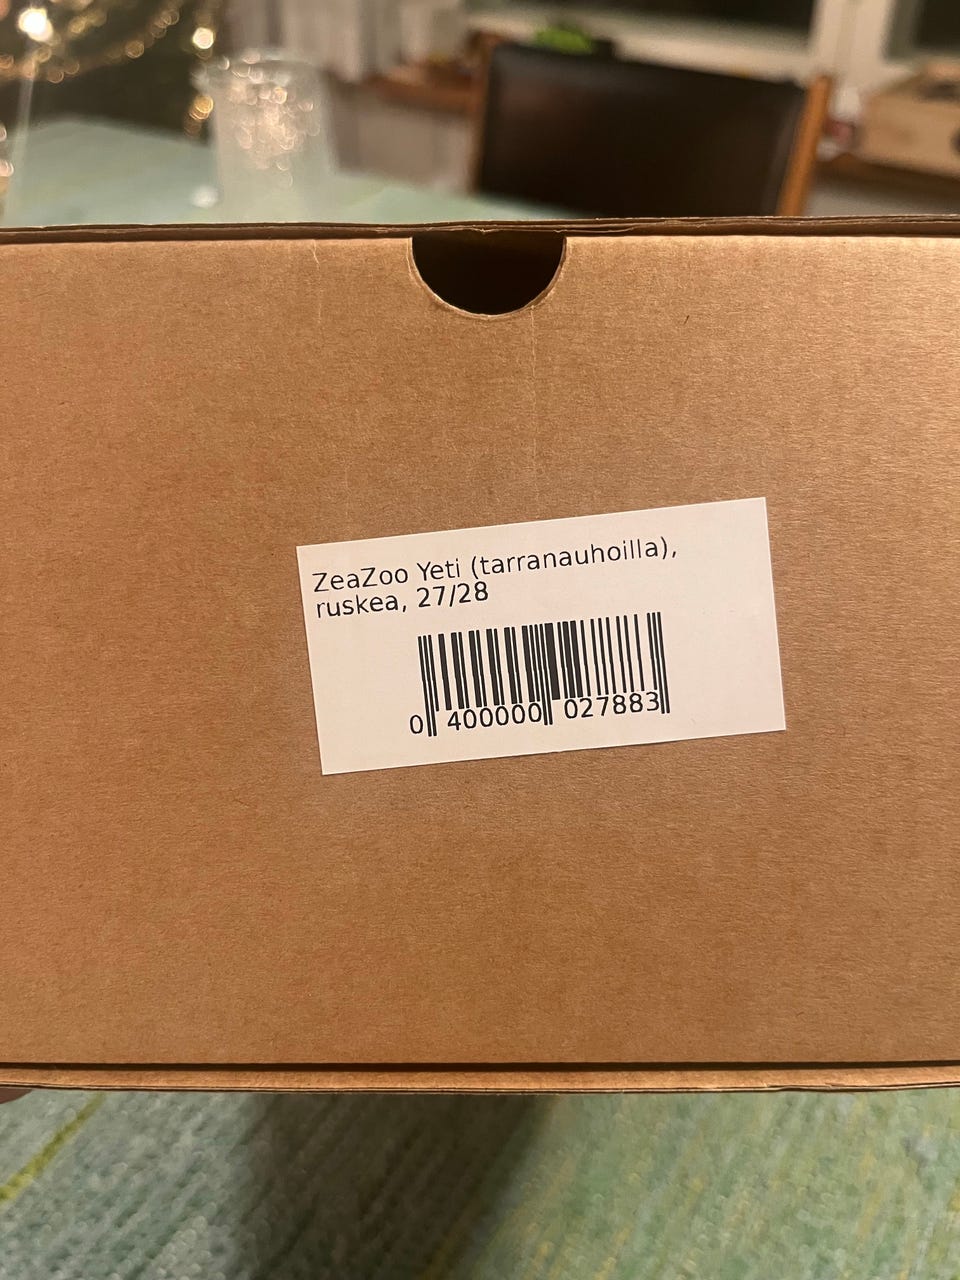 ZeaZoo Yeti (tarranauhoilla),
ruskea, 27/28
0 400000 027883